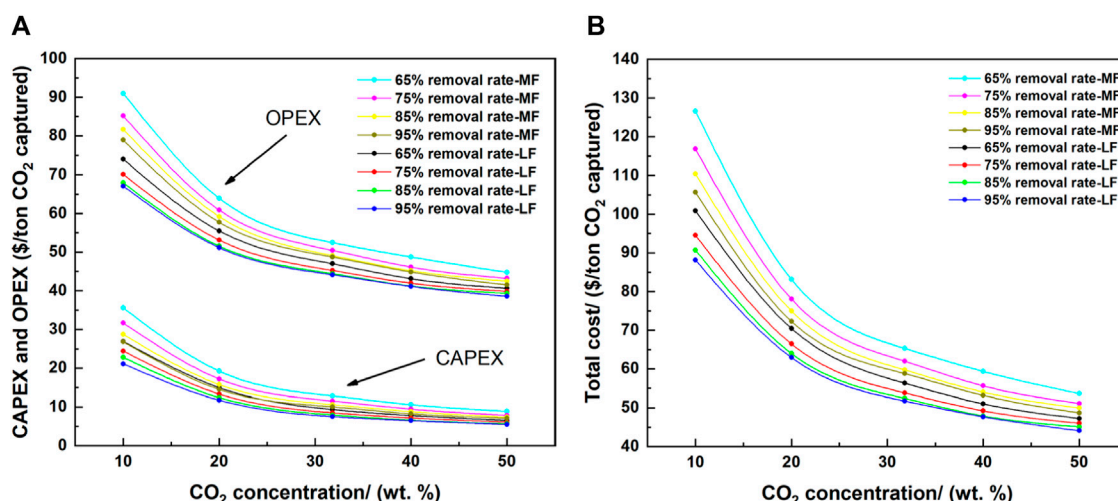 A
CAPEX and OPEX ($/ton CO2 captured)
100
90
80
70
60
50
40
30
20
10
0
65% removal rate-MF
75% removal rate-MF
85% removal rate-MF
95% removal rate-MF
65% removal rate-LF
75% removal rate-LF
85% removal rate-LF
95% removal rate-LF
OPEX
CAPEX
10 20 30 40 50
CO2 concentration/ (wt. %)
B
Total cost/ ($/ton CO2 captured)
140
130
120
110
100
90
80
70
60
50
40
65% removal rate-MF
75% removal rate-MF
85% removal rate-MF
95% removal rate-MF
65% removal rate-LF
75% removal rate-LF
85% removal rate-LF
95% removal rate-LF
10 20 30 40 50
CO2 concentration/ (wt. %)